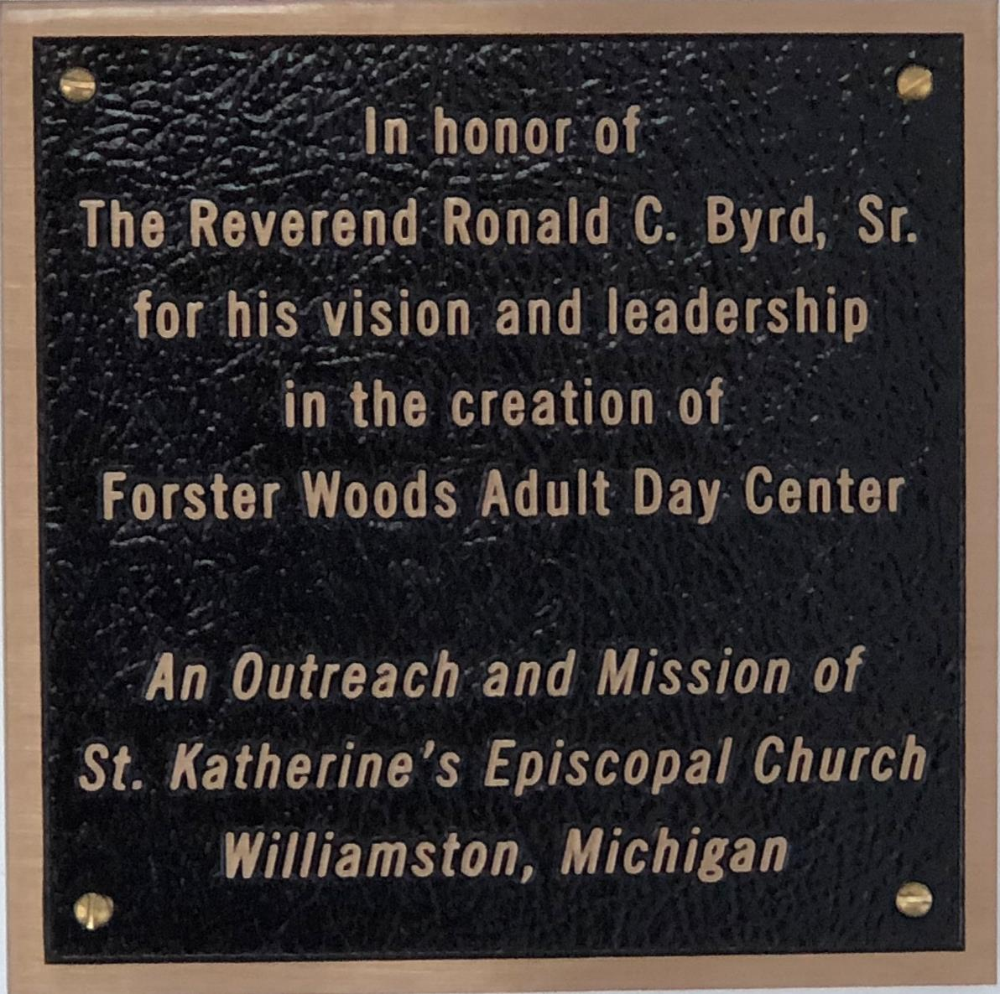 In honor of
The Reverend Ronald C. Byrd, Sr.
for his vision and leadership
in the creation of
Forster Woods Adult Day Center
An Outreach and Mission of
St. Katherine's Episcopal Church
Williamston, Michigan